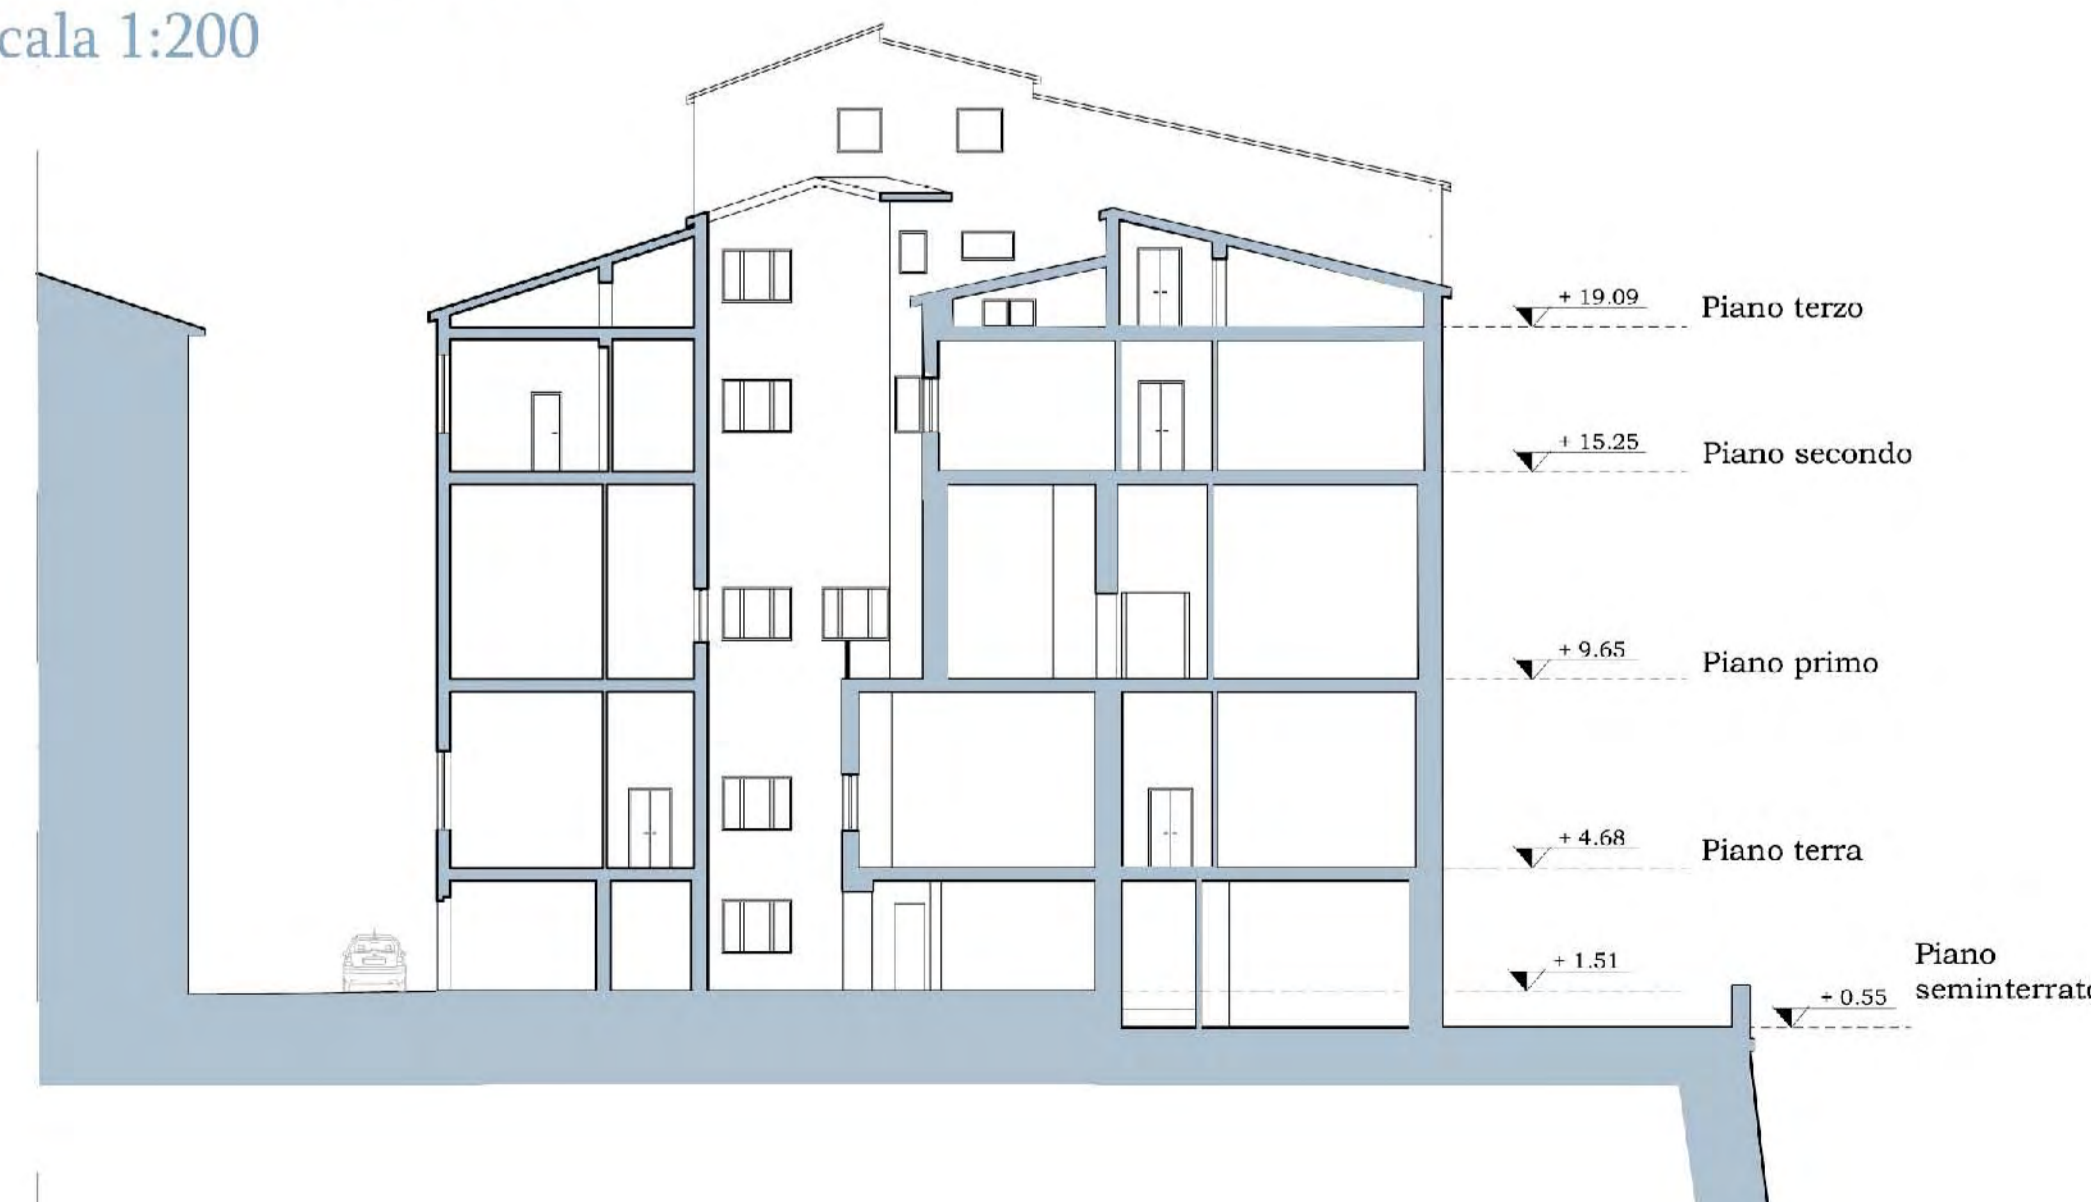 cala 1:200
+ 19.09
Piano terzo
+ 15.25
Piano secondo
+ 9.65
Piano primo
+ 4.68
Piano terra
+ 1.51
Piano
seminterrato
+ 0.55